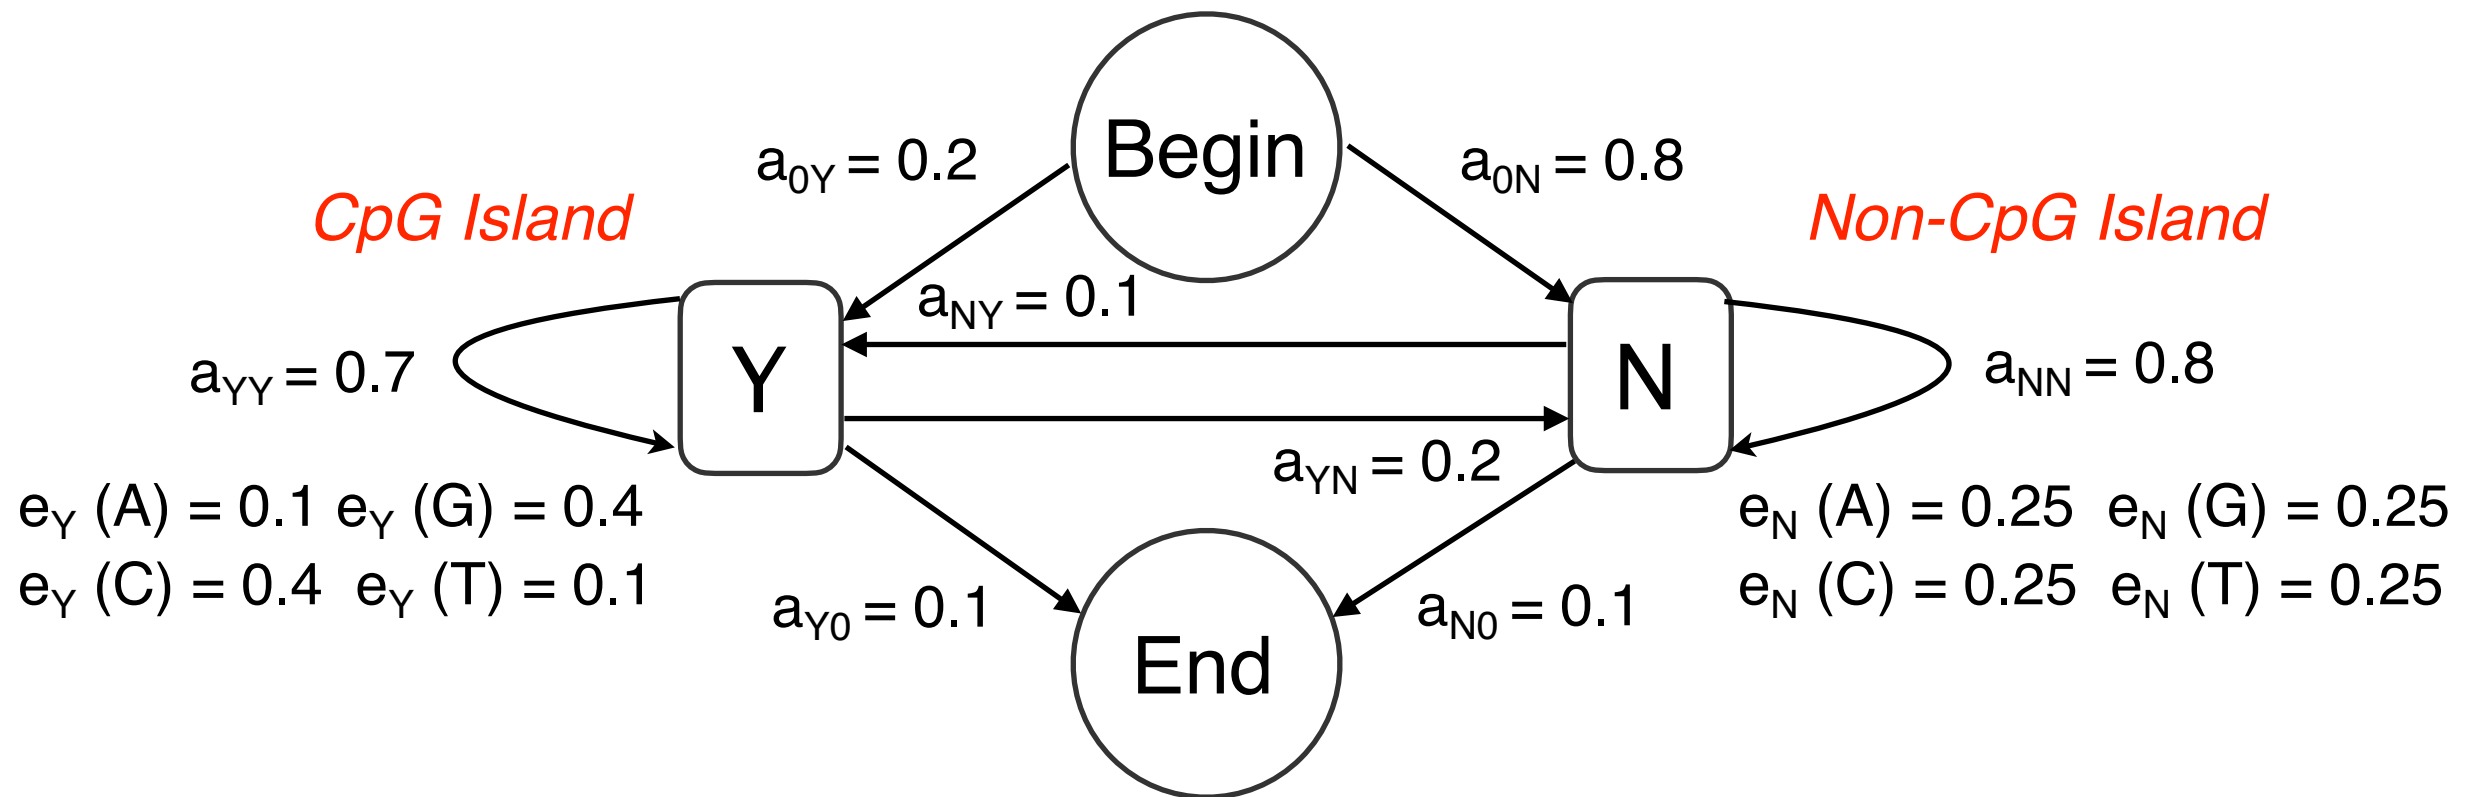 Begin
a0Y = 0.2
a0N = 0.8
CpG Island
Non-CpG Island
aNY = 0.1
Y
N
aYY = 0.7
aNN = 0.8
aYN = 0.2
eY (A) = 0.1 eY (G) = 0.4
eN (A) = 0.25 eN (G) = 0.25
eY (C) = 0.4 eY (T) = 0.1
eN (C) = 0.25 eN (T) = 0.25
aY0 = 0.1
aN0 = 0.1
End